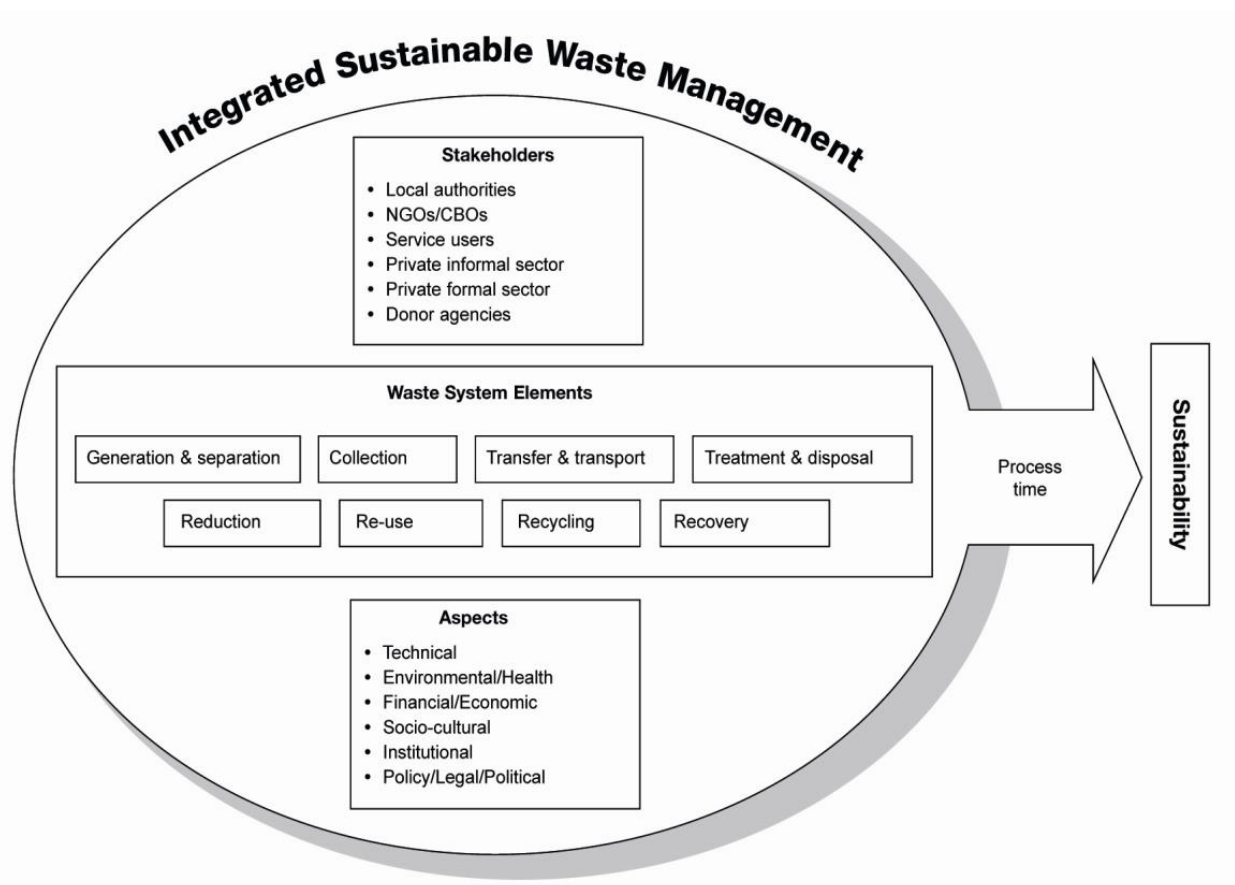 Integrated Sustainable Waste Management
Stakeholders
• Local authorities
• NGOs/CBOs
• Service users
• Private informal sector
• Private formal sector
• Donor agencies
Waste System Elements
Generation & separation
Collection
Transfer & transport
Treatment & disposal
Reduction
Re-use
Recycling
Recovery
Aspects
• Technical
• Environmental/Health
• Financial/Economic
• Socio-cultural
• Institutional
• Policy/Legal/Political
Process
time
Sustainability